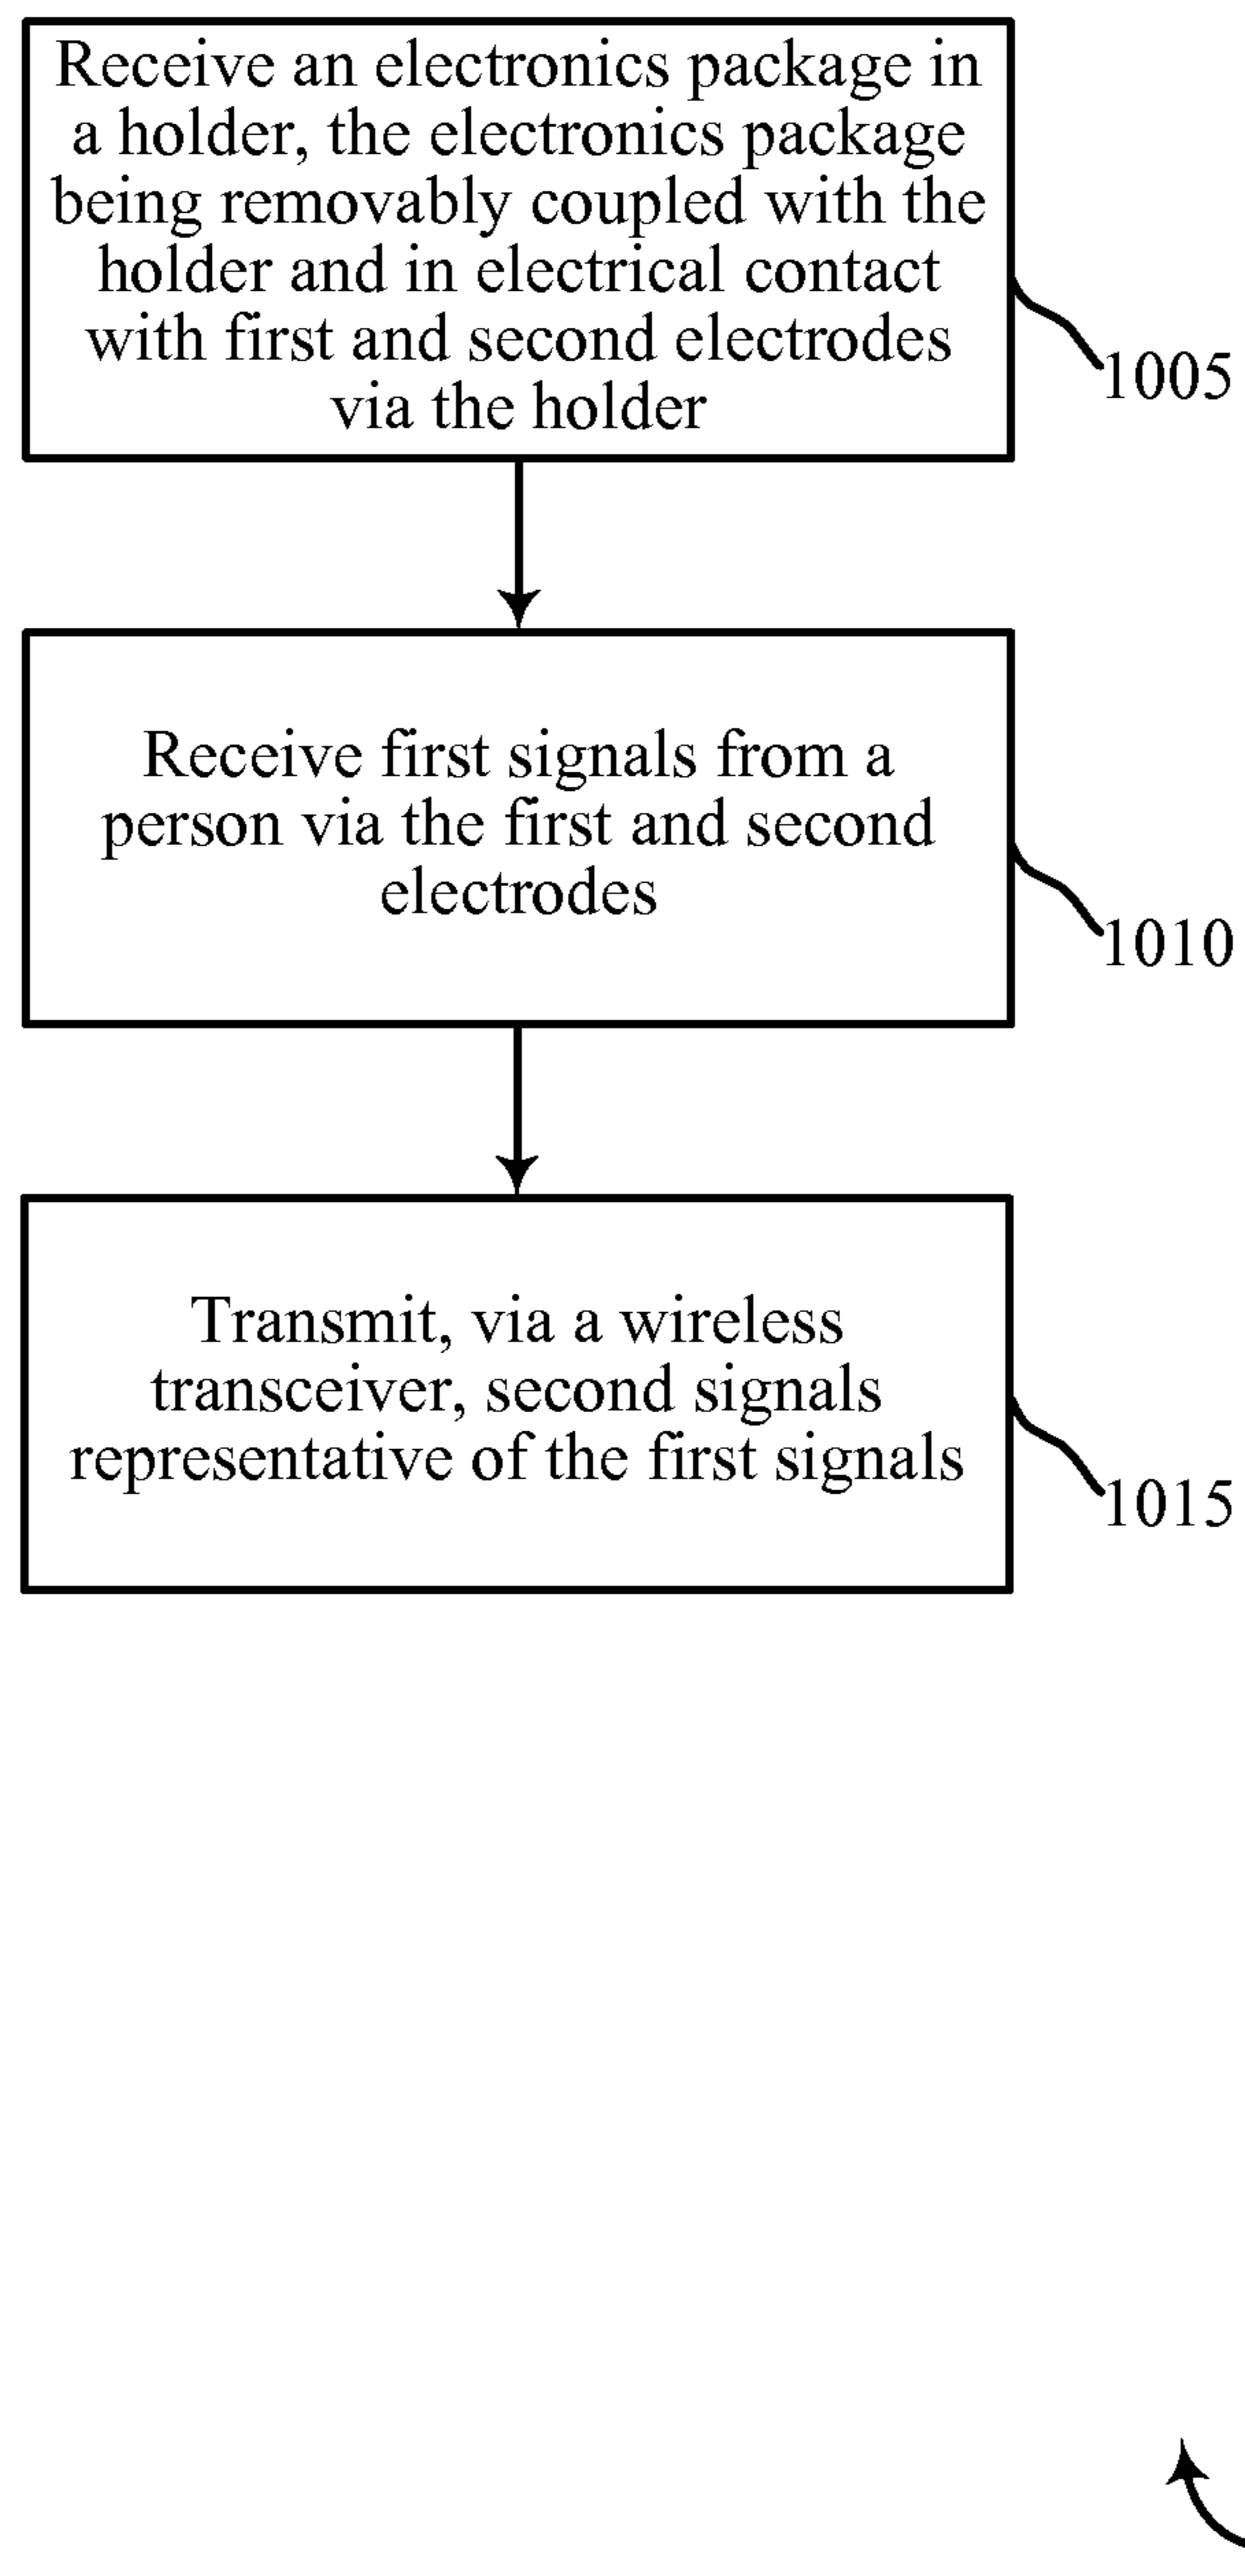 Receive an electronics package in
a holder, the electronics package
being removably coupled with the
holder and in electrical contact
with first and second electrodes
via the holder
1005
Receive first signals from a
person via the first and second
electrodes
1010
Transmit, via a wireless
transceiver, second signals
representative of the first signals
1015